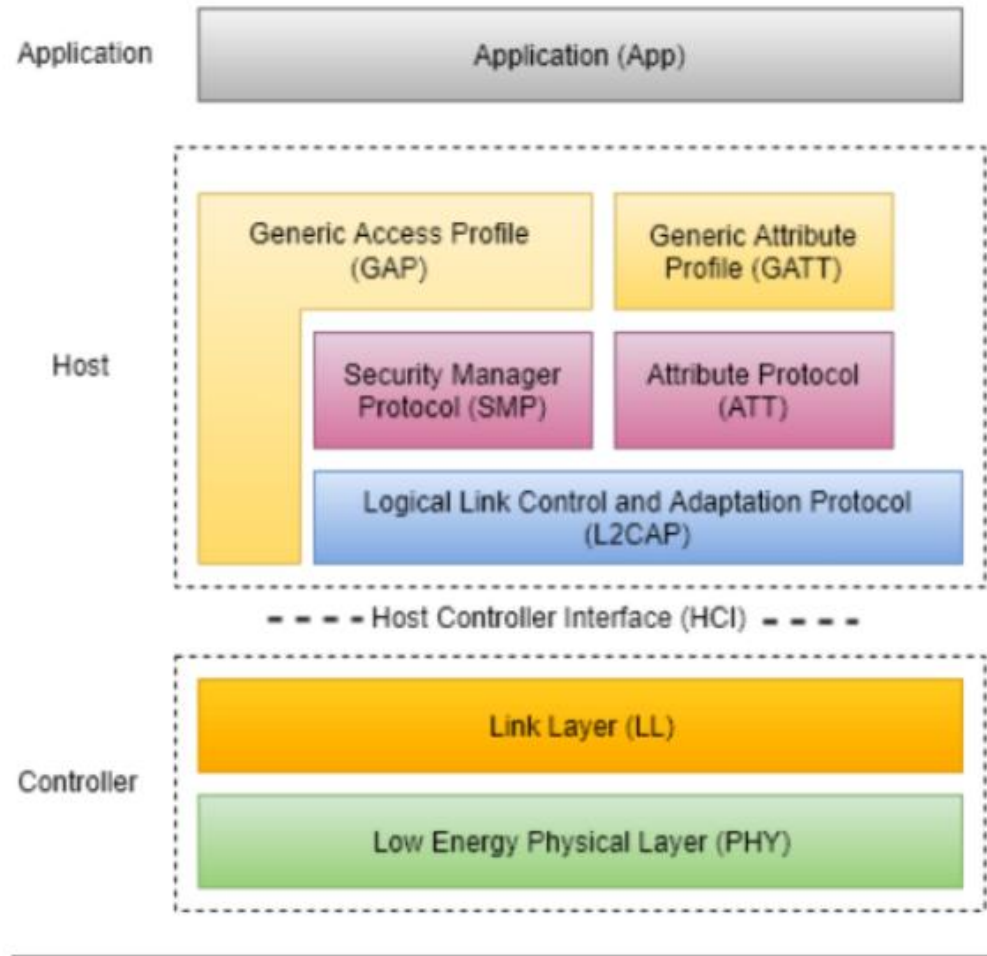 Application
Application (App)
Generic Access Profile
(GAP)
Generic Attribute
Profile (GATT)
Host
Security Manager
Protocol (SMP)
Attribute Protocol
(ATT)
Logical Link Control and Adaptation Protocol
(L2CAP)
Host Controller Interface (HCI)
Link Layer (LL)
Controller
Low Energy Physical Layer (PHY)